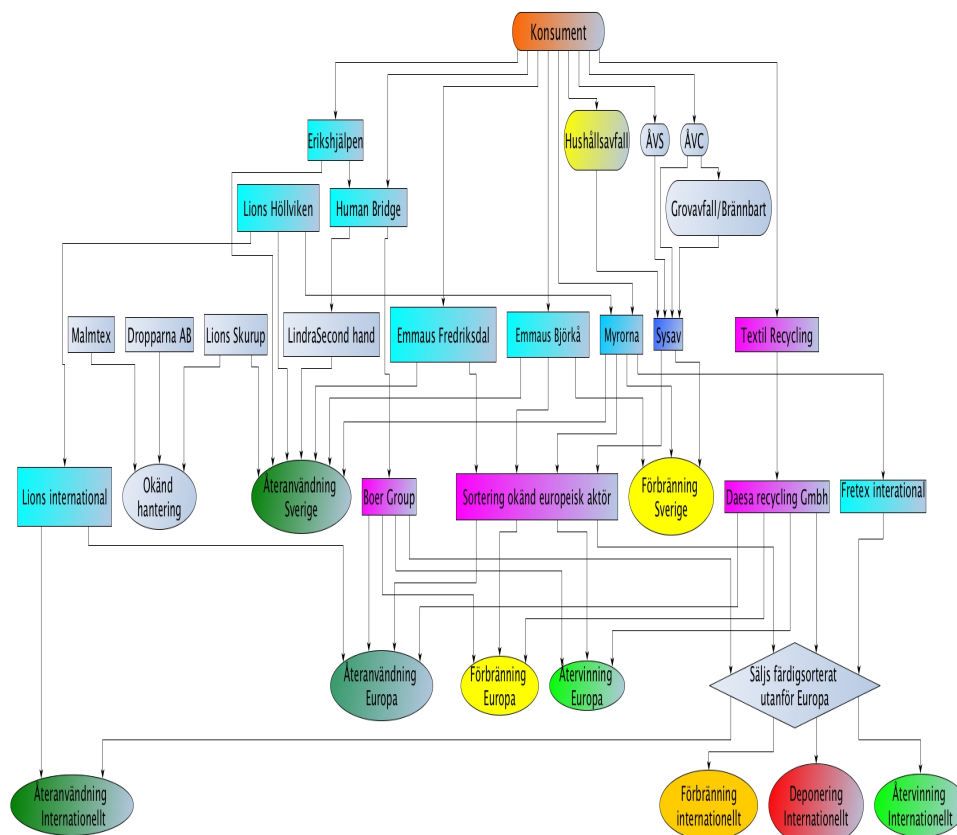 Konsument
Erikshjälpen
Hushållsavfall
ÅVS
ÅVC
Lions Höllviken
Human Bridge
Grovavfall/Brännbart
Malmtex
Dropparna AB
Lions Skurup
LindraSecond hand
Emmaus Fredriksdal
Emmaus Björkå
Myrorna
Sysav
Textil Recycling
Lions international
Okänd
hantering
Återanvändning
Sverige
Boer Group
Sortering okänd europeisk aktör
Förbränning
Sverige
Daesa recycling Gmbh
Fretex interational
Återanvändning
Europa
Förbränning
Europa
Återvinning
Europa
Säljs färdigsorterat
utanför Europa
Återanvändning
Internationellt
Förbränning
internationellt
Deponering
Internationellt
Återvinning
Internationellt